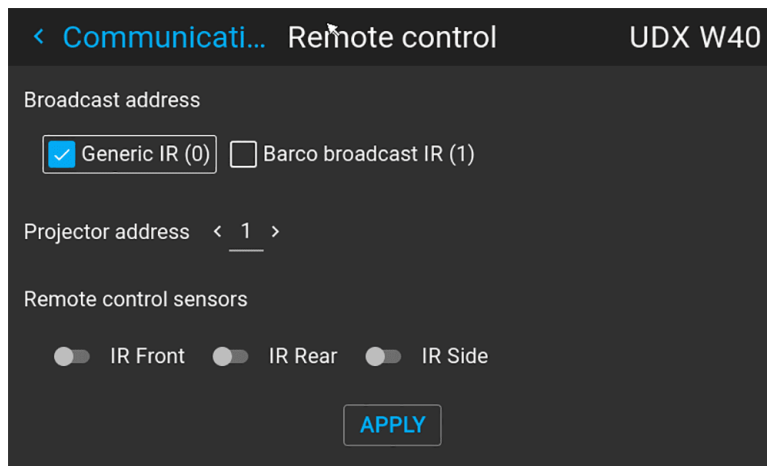 Communicati... Remote control UDX W40
Broadcast address
Generic IR (0) Barco broadcast IR (1)
Projector address < 1 >
Remote control sensors
IR Front IR Rear IR Side
APPLY